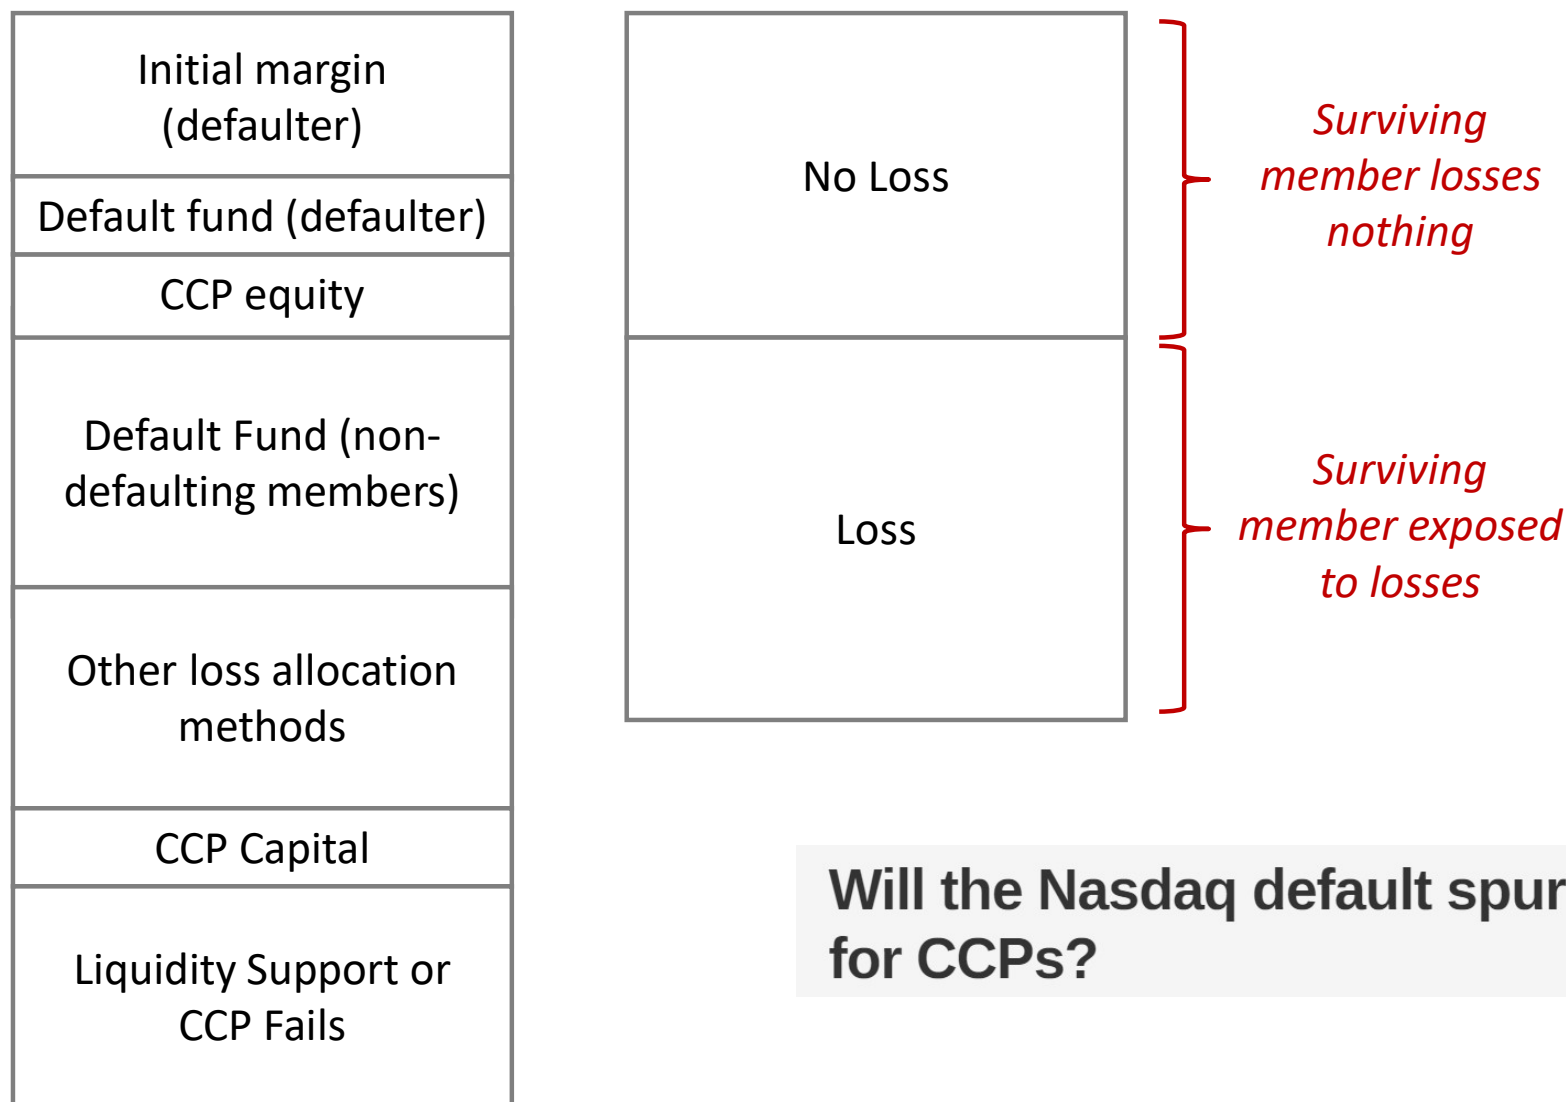 Initial margin
(defaulter)
Default fund (defaulter)
CCP equity
Default Fund (non-
defaulting members)
Other loss allocation
methods
CCP Capital
Liquidity Support or
CCP Fails
No Loss
Loss
Surviving
member losses
nothing
Surviving
member exposed
to losses
Will the Nasdaq default spur
for CCPs?